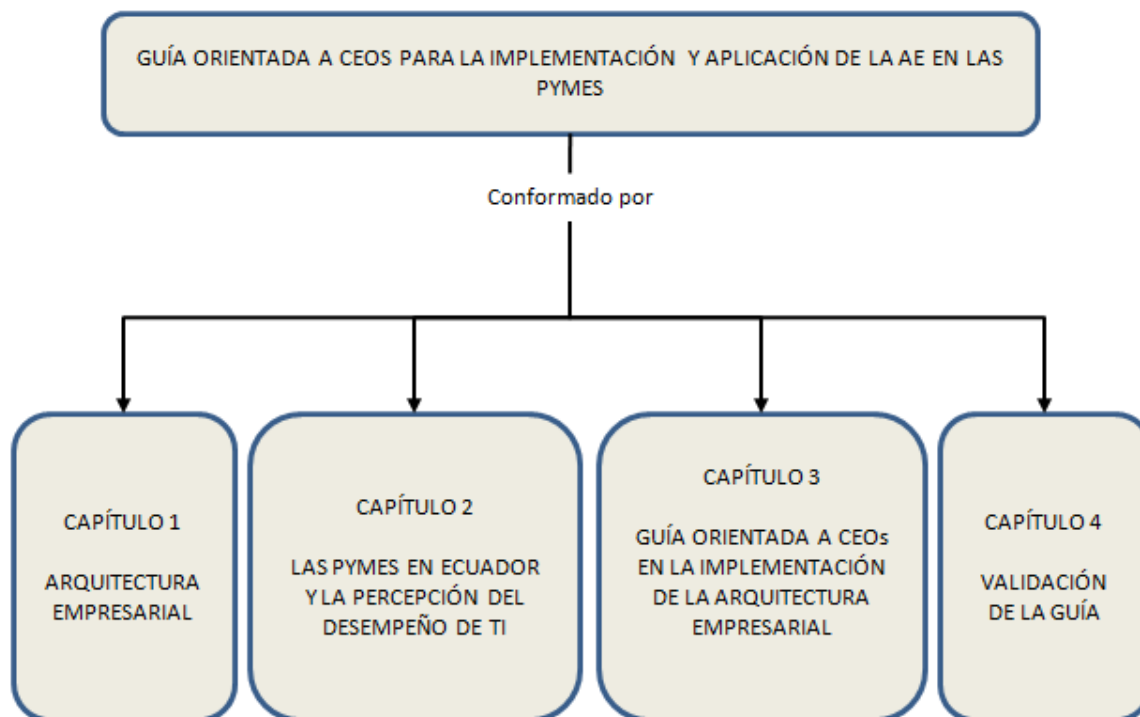 GUÍA ORIENTADA A CEOS PARA LA IMPLEMENTACIÓN Y APLICACIÓN DE LA AE EN LAS
PYMES
Conformado por
CAPÍTULO 1
ARQUITECTURA
EMPRESARIAL
CAPÍTULO 2
LAS PYMES EN ECUADOR
Y LA PERCEPCIÓN DEL
DESEMPEÑO DE TI
CAPÍTULO 3
GUÍA ORIENTADA A CEOs
EN LA IMPLEMENTACIÓN
DE LA ARQUITECTURA
EMPRESARIAL
CAPÍTULO 4
VALIDACIÓN
DE LA GUÍA